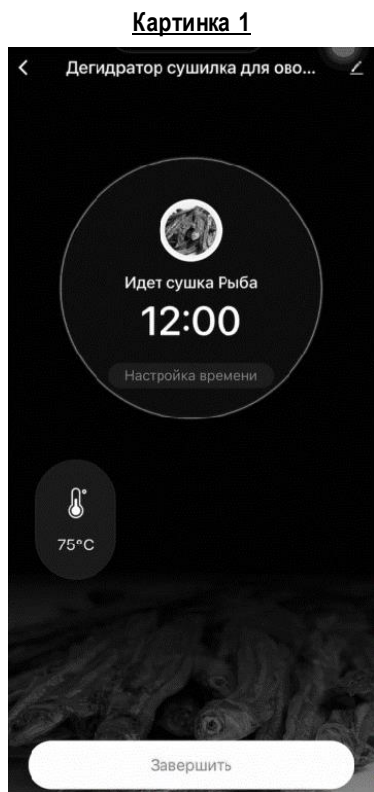 Картинка 1
Дегидратор сушилка для ово...
Идет сушка Рыба
12:00
Настройка времени
75°C
Завершить